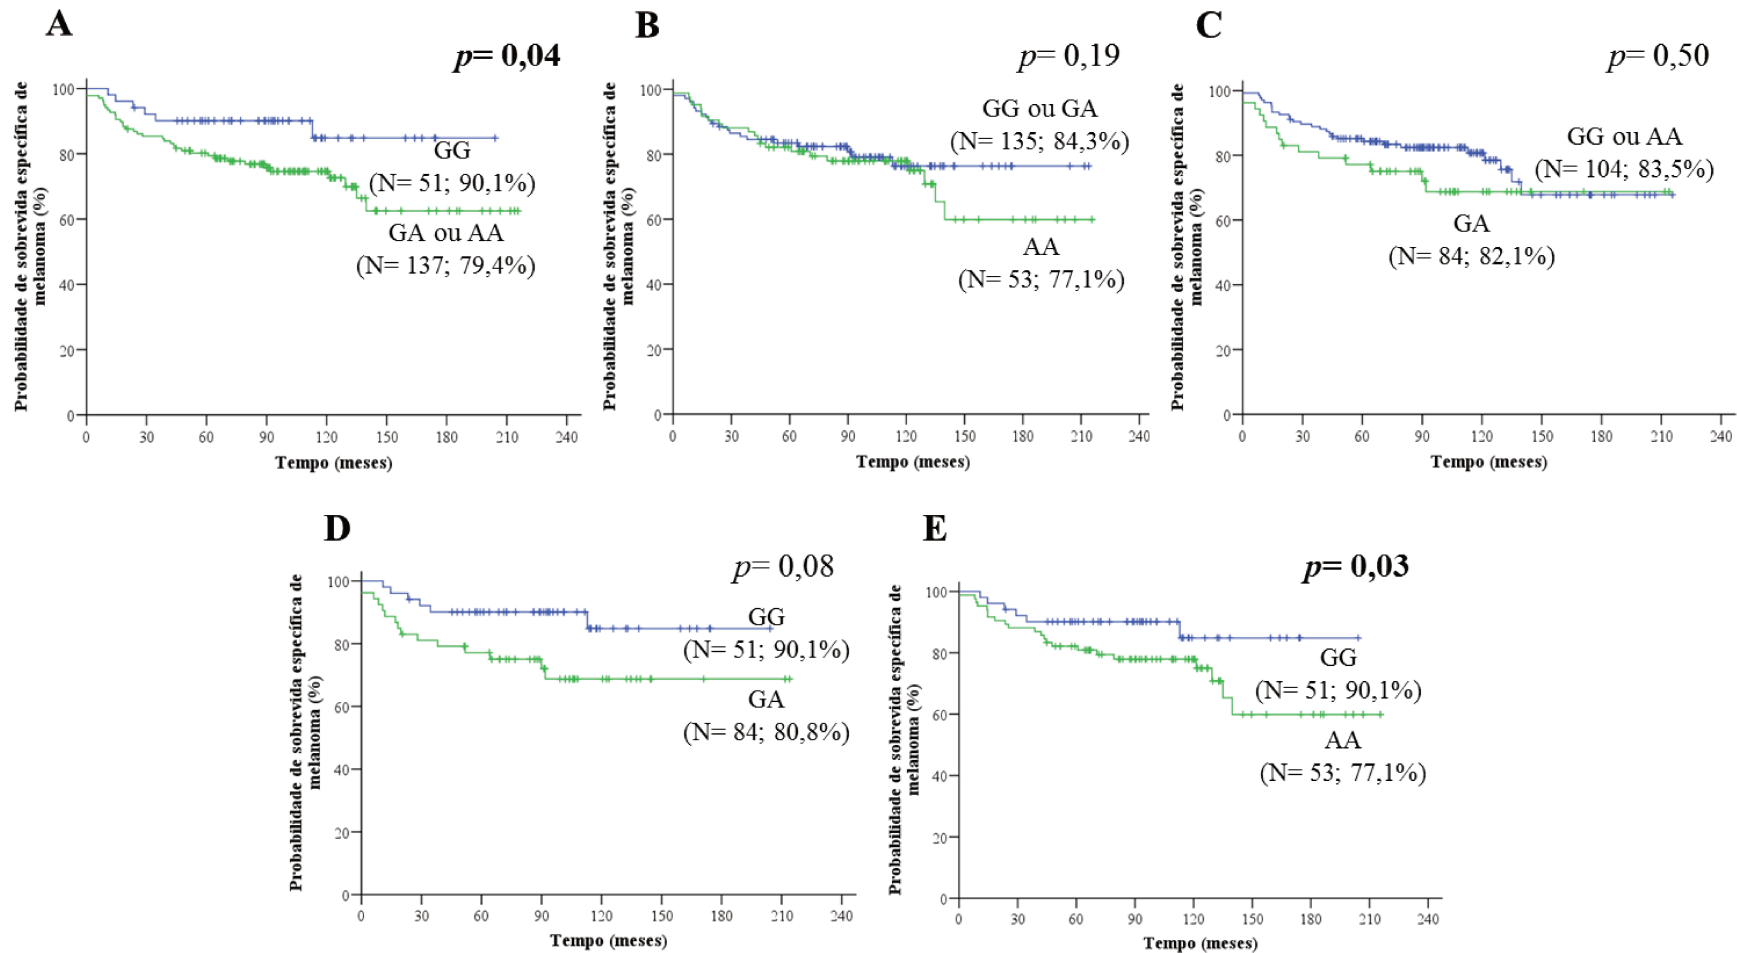 A
p= 0,04
Probabilidade de sobrevida específica de
melanoma (%)
100
80
60
40
20
0
GG
(N= 51; 90,1%)
GA ou AA
(N= 137; 79,4%)
0 30 60 90 120 150 180 210 240
Tempo (meses)
B
p= 0,19
Probabilidade de sobrevida específica de
melanoma (%)
100
80
60
40
20
0
GG ou GA
(N= 135; 84,3%)
AA
(N= 53; 77,1%)
0 30 60 90 120 150 180 210 240
Tempo (meses)
C
p= 0,50
Probabilidade de sobrevida específica de
melanoma (%)
100
80
60
40
20
0
GG ou AA
(N= 104; 83,5%)
GA
(N= 84; 82,1%)
0 30 60 90 120 150 180 210 240
Tempo (meses)
D
p= 0,08
Probabilidade de sobrevida específica de
melanoma (%)
100
80
60
40
20
0
GG
(N= 51; 90,1%)
GA
(N= 84; 80,8%)
0 30 60 90 120 150 180 210 240
Tempo (meses)
E
p= 0,03
Probabilidade de sobrevida específica de
melanoma (%)
100
80
60
40
20
0
GG
(N= 51; 90,1%)
AA
(N= 53; 77,1%)
0 30 60 90 120 150 180 210 240
Tempo (meses)